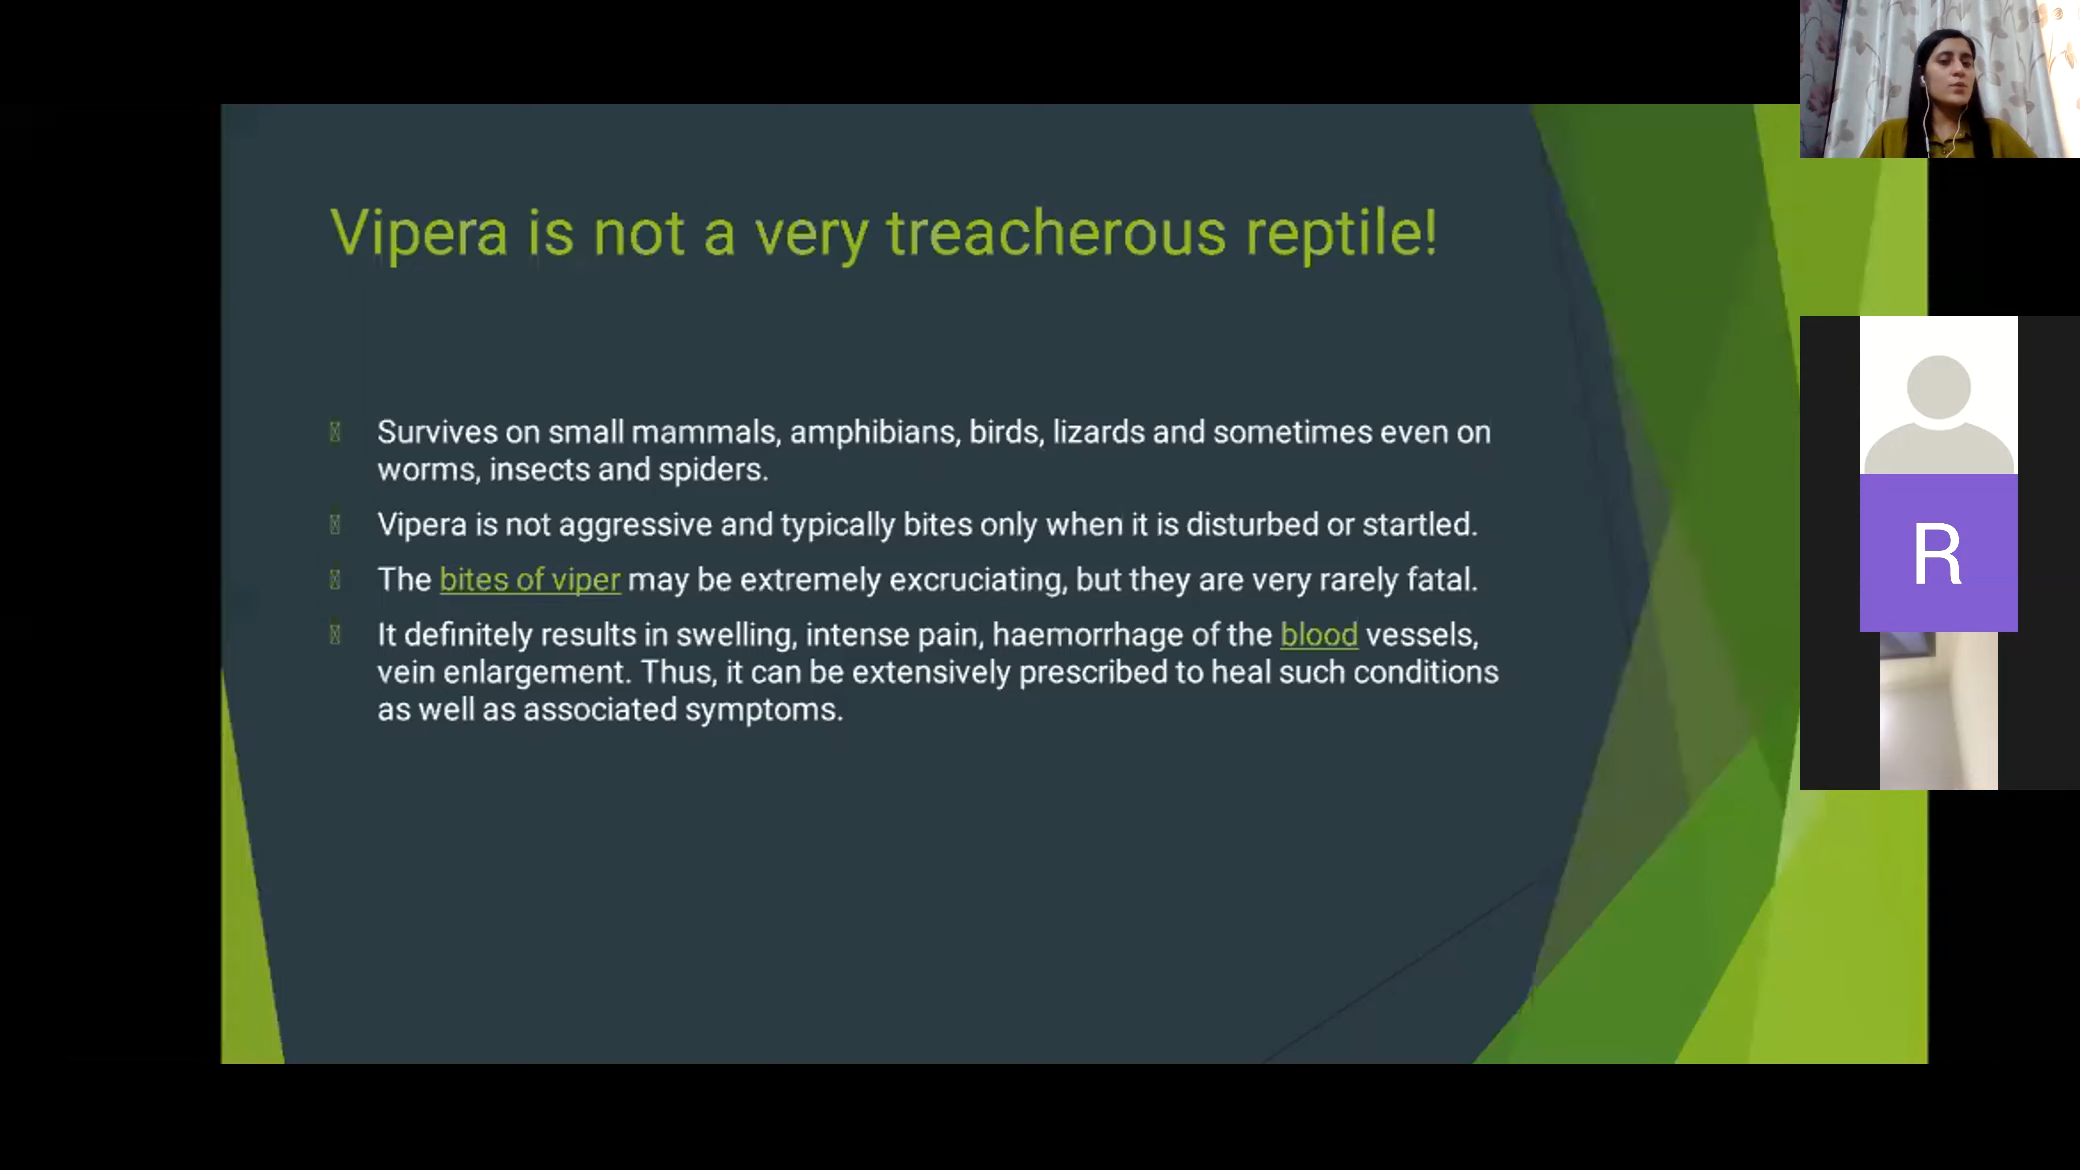 Vipera is not a very treacherous reptile!
Survives on small mammals, amphibians, birds, lizards and sometimes even on
worms, insects and spiders.
Vipera is not aggressive and typically bites only when it is disturbed or startled.
The bites of viper may be extremely excruciating, but they are very rarely fatal.
It definitely results in swelling, intense pain, haemorrhage of the blood vessels,
vein enlargement. Thus, it can be extensively prescribed to heal such conditions
as well as associated symptoms.
R